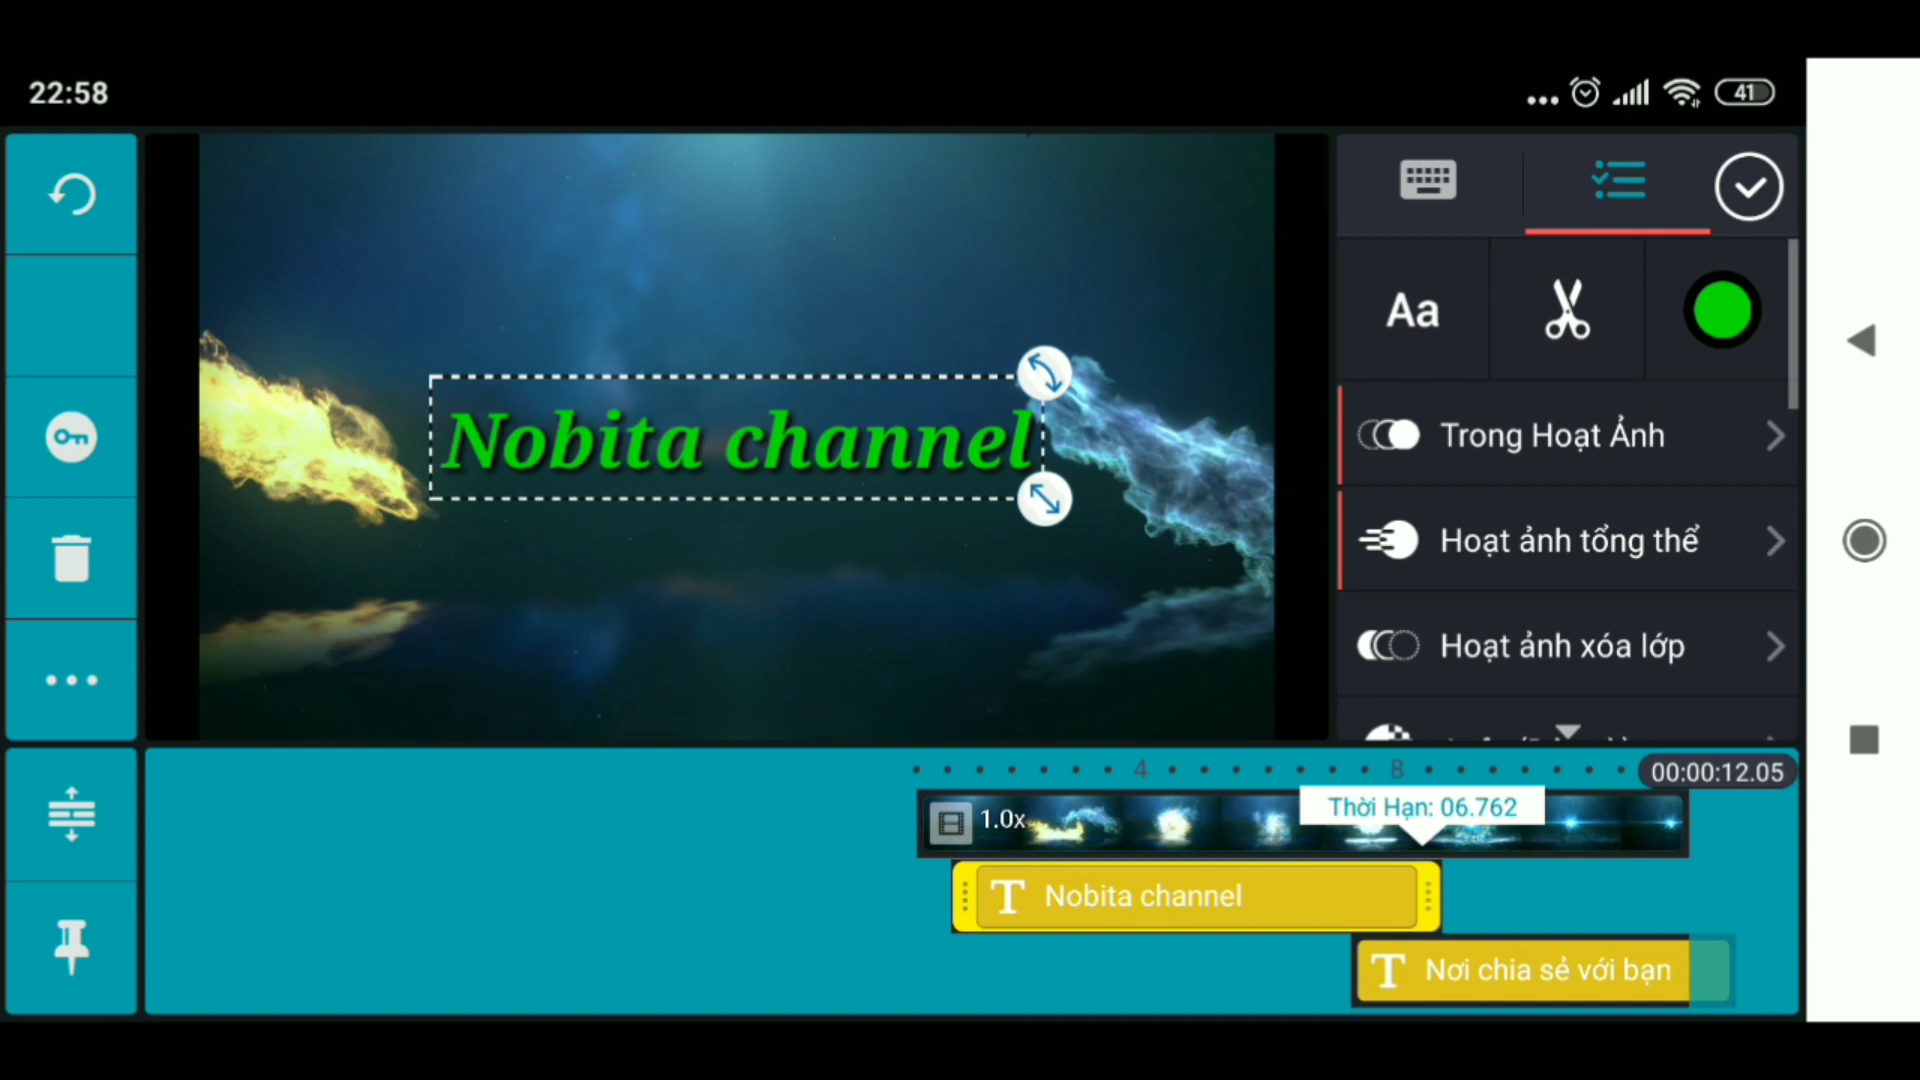 22:58
41
Nobita channel
Aa
Trong Hoạt Ảnh
Hoạt ảnh tổng thể
Hoạt ảnh xóa lớp
4
8
00:00:12.05
1.0x
Thời Hạn: 06.762
T Nobita channel
T Nơi chia sẻ với bạn